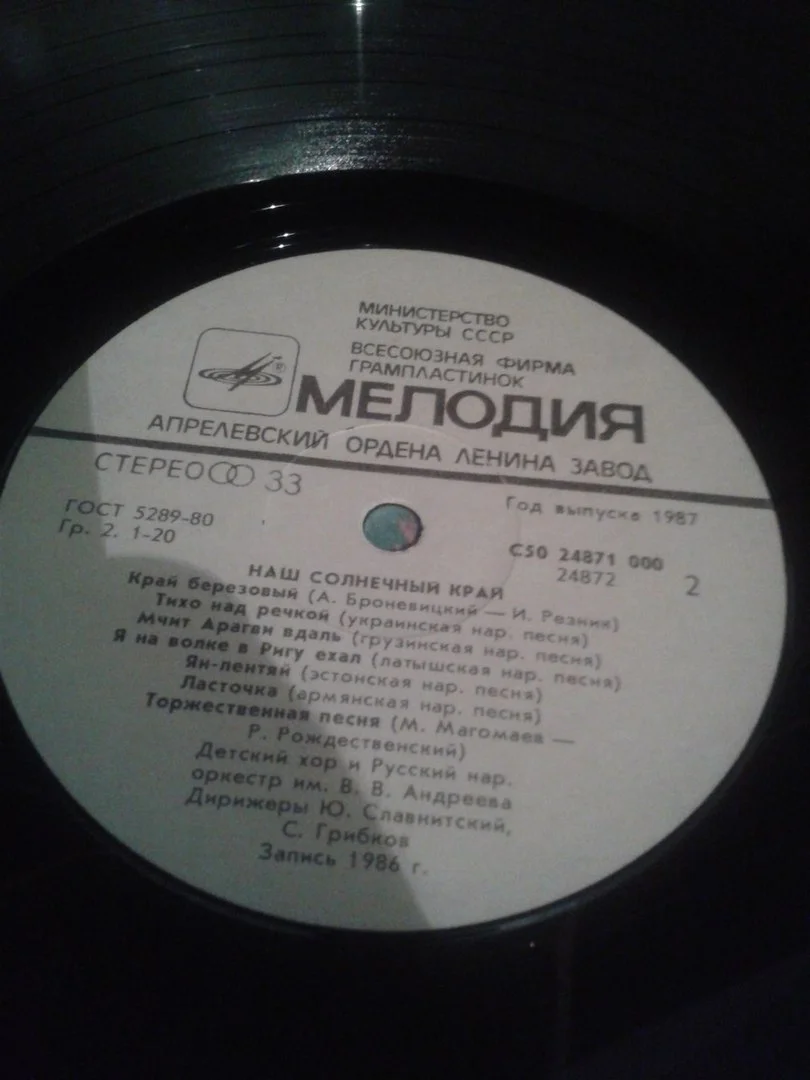 МИНИСТЕРСТВО
КУЛЬТУРЫ СССР
ВСЕСОЮЗНАЯ ФИРМА
ГРАМПЛАСТИНОК
®
МЕЛОДИЯ
АПРЕЛЕВСКИЙ ОРДЕНА ЛЕНИНА ЗАВОД
СТЕРЕО 33
Год выпуска 1987
ГОСТ 5289-80
Гр. 2. 1-20
С50 24871 000
24872
2
НАШ СОЛНЕЧНЫЙ КРАЙ
Край березовый (А. Броневицкий — И. Резник)
Тихо над речкой (украинская нар. песня)
Мчит Арагви вдаль (грузинская нар. песня)
Я на волке в Ригу ехал (латышская нар. песня)
Ян-лентяй (эстонская нар. песня)
Ласточка (армянская нар. песня)
Торжественная песня (М. Магомаев —
Р. Рождественский)
Детский хор и Русский нар.
оркестр им. В. В. Андреева
Дирижеры Ю. Славнитский,
С. Грибков
Запись 1986 г.